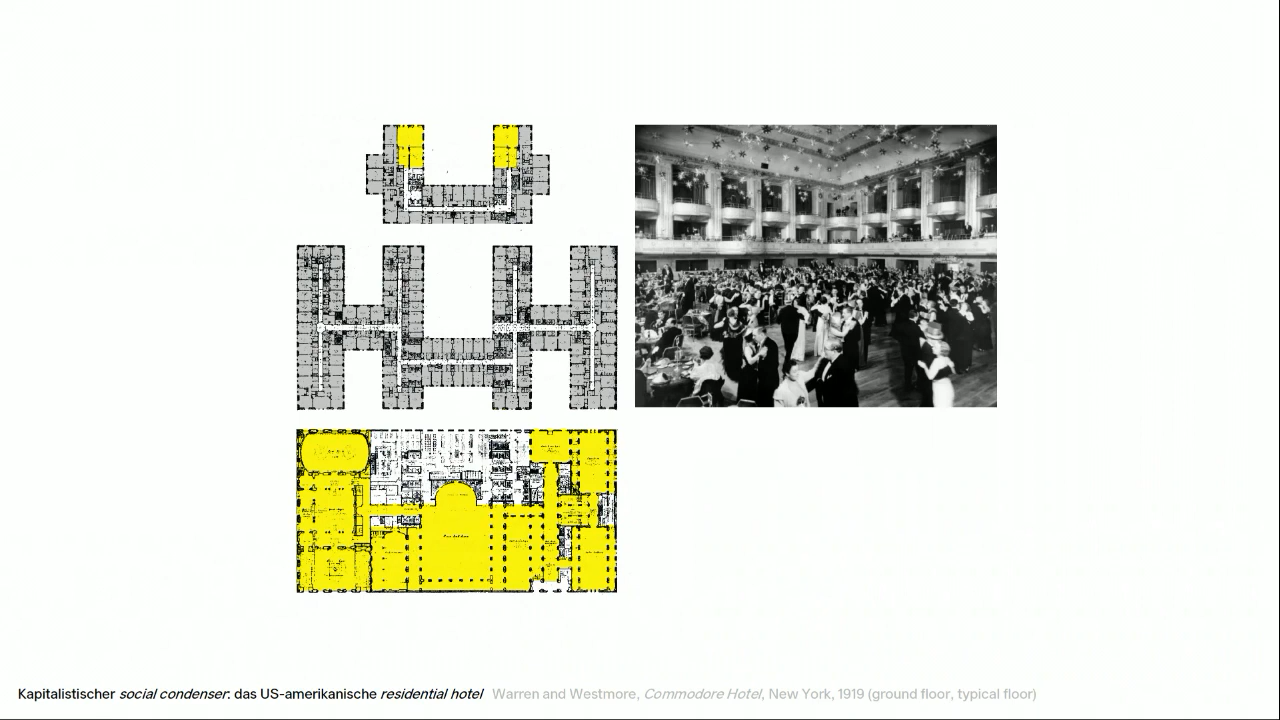 Kapitalistischer social condenser: das US-amerikanische residential hotel Warren and Westmore, Commodore Hotel, New York, 1919 (ground floor, typical floor)